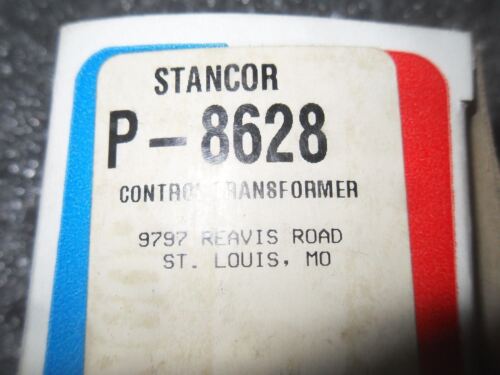 STANCOR
P-8628
CONTROL TRANSFORMER
9797 REAVIS ROAD
ST. LOUIS, MO